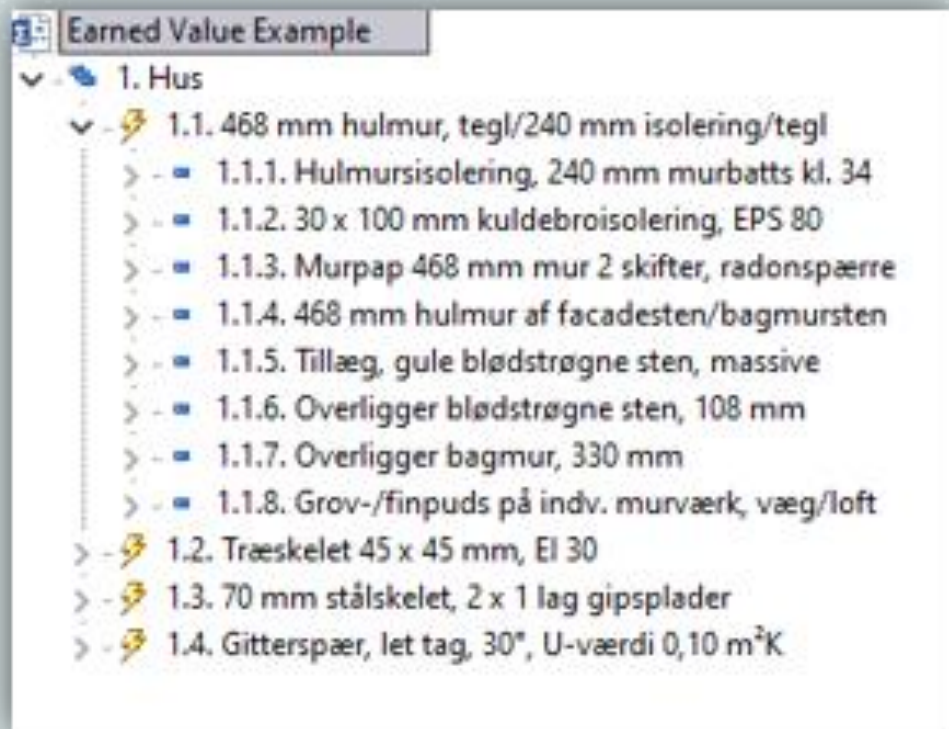 Earned Value Example
1. Hus
1.1. 468 mm hulmur, tegl/240 mm isolering/tegl
1.1.1. Hulmursisolering, 240 mm murbatts kl. 34
1.1.2. 30 x 100 mm kuldebroisolering, EPS 80
1.1.3. Murpap 468 mm mur 2 skifter, radonspærre
1.1.4. 468 mm hulmur af facadesten/bagmursten
1.1.5. Tillæg, gule blødstrøgne sten, massive
1.1.6. Overligger blødstrøgne sten, 108 mm
1.1.7. Overligger bagmur, 330 mm
1.1.8. Grov-/finpuds på indv. murværk, væg/loft
1.2. Træskelet 45 x 45 mm, EI 30
1.3. 70 mm stålskelet, 2 x 1 lag gipsplader
1.4. Gitterspær, let tag, 30°, U-værdi 0,10 m²K